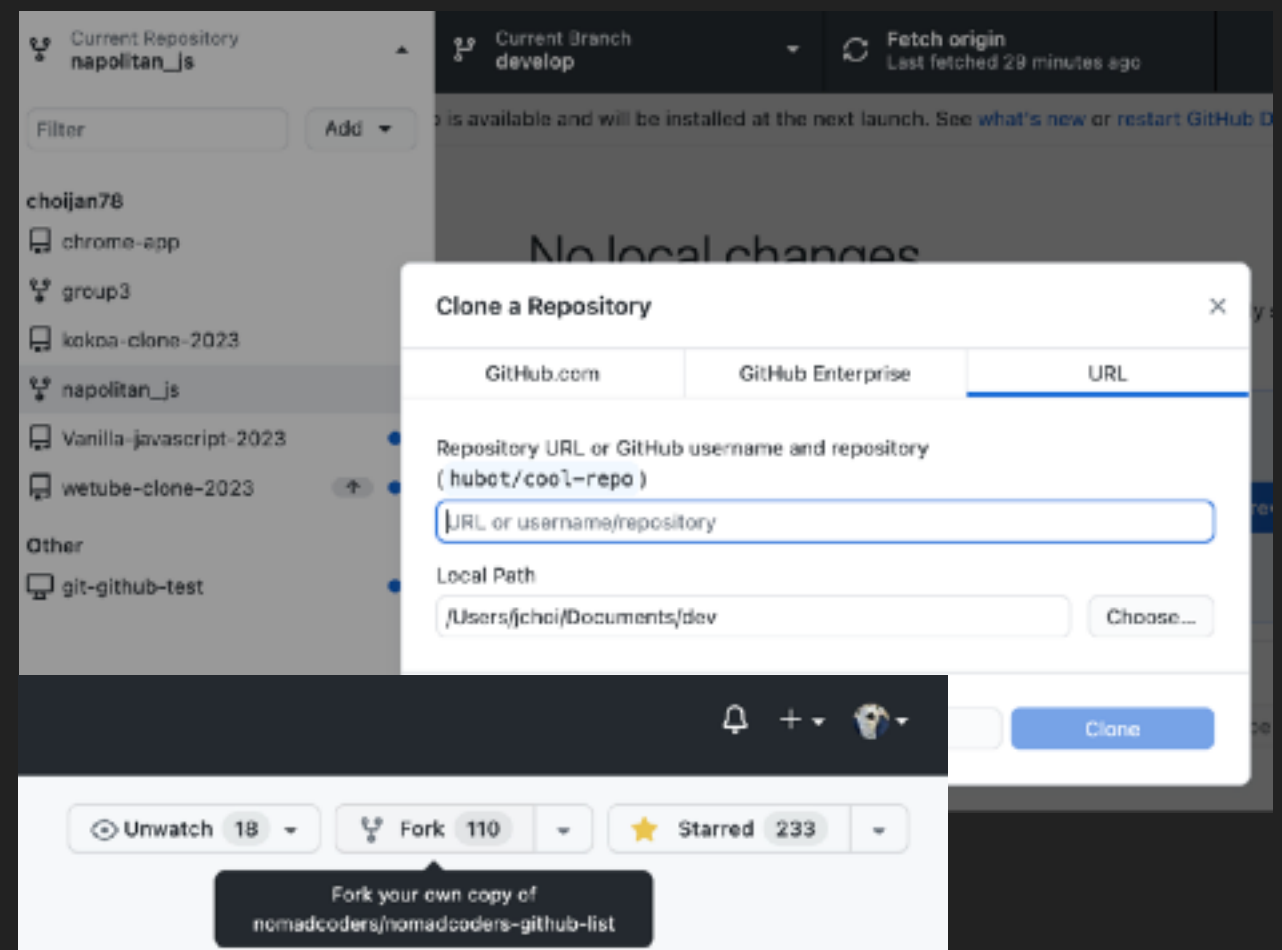 Current Repository
napolitan_js
Current Branch
develop
Fetch origin
Last fetched 29 minutes ago
Filter
Add
is available and will be installed at the next launch. See what's new or restart GitHub D
choijan78
chrome-app
group3
kokoa-clone-2023
napolitan_js
Vanilla-javascript-2023
wetube-clone-2023
Other
git-github-test
No local changes
Clone a Repository
GitHub.com
GitHub Enterprise
URL
Repository URL or GitHub username and repository
(hubot/cool-repo)
URL or username/repository
Local Path
/Users/jchoi/Documents/dev
Choose...
Clone
Unwatch 18
Fork 110
Starred 233
Fork your own copy of
nomadcoders/nomadcoders-github-list